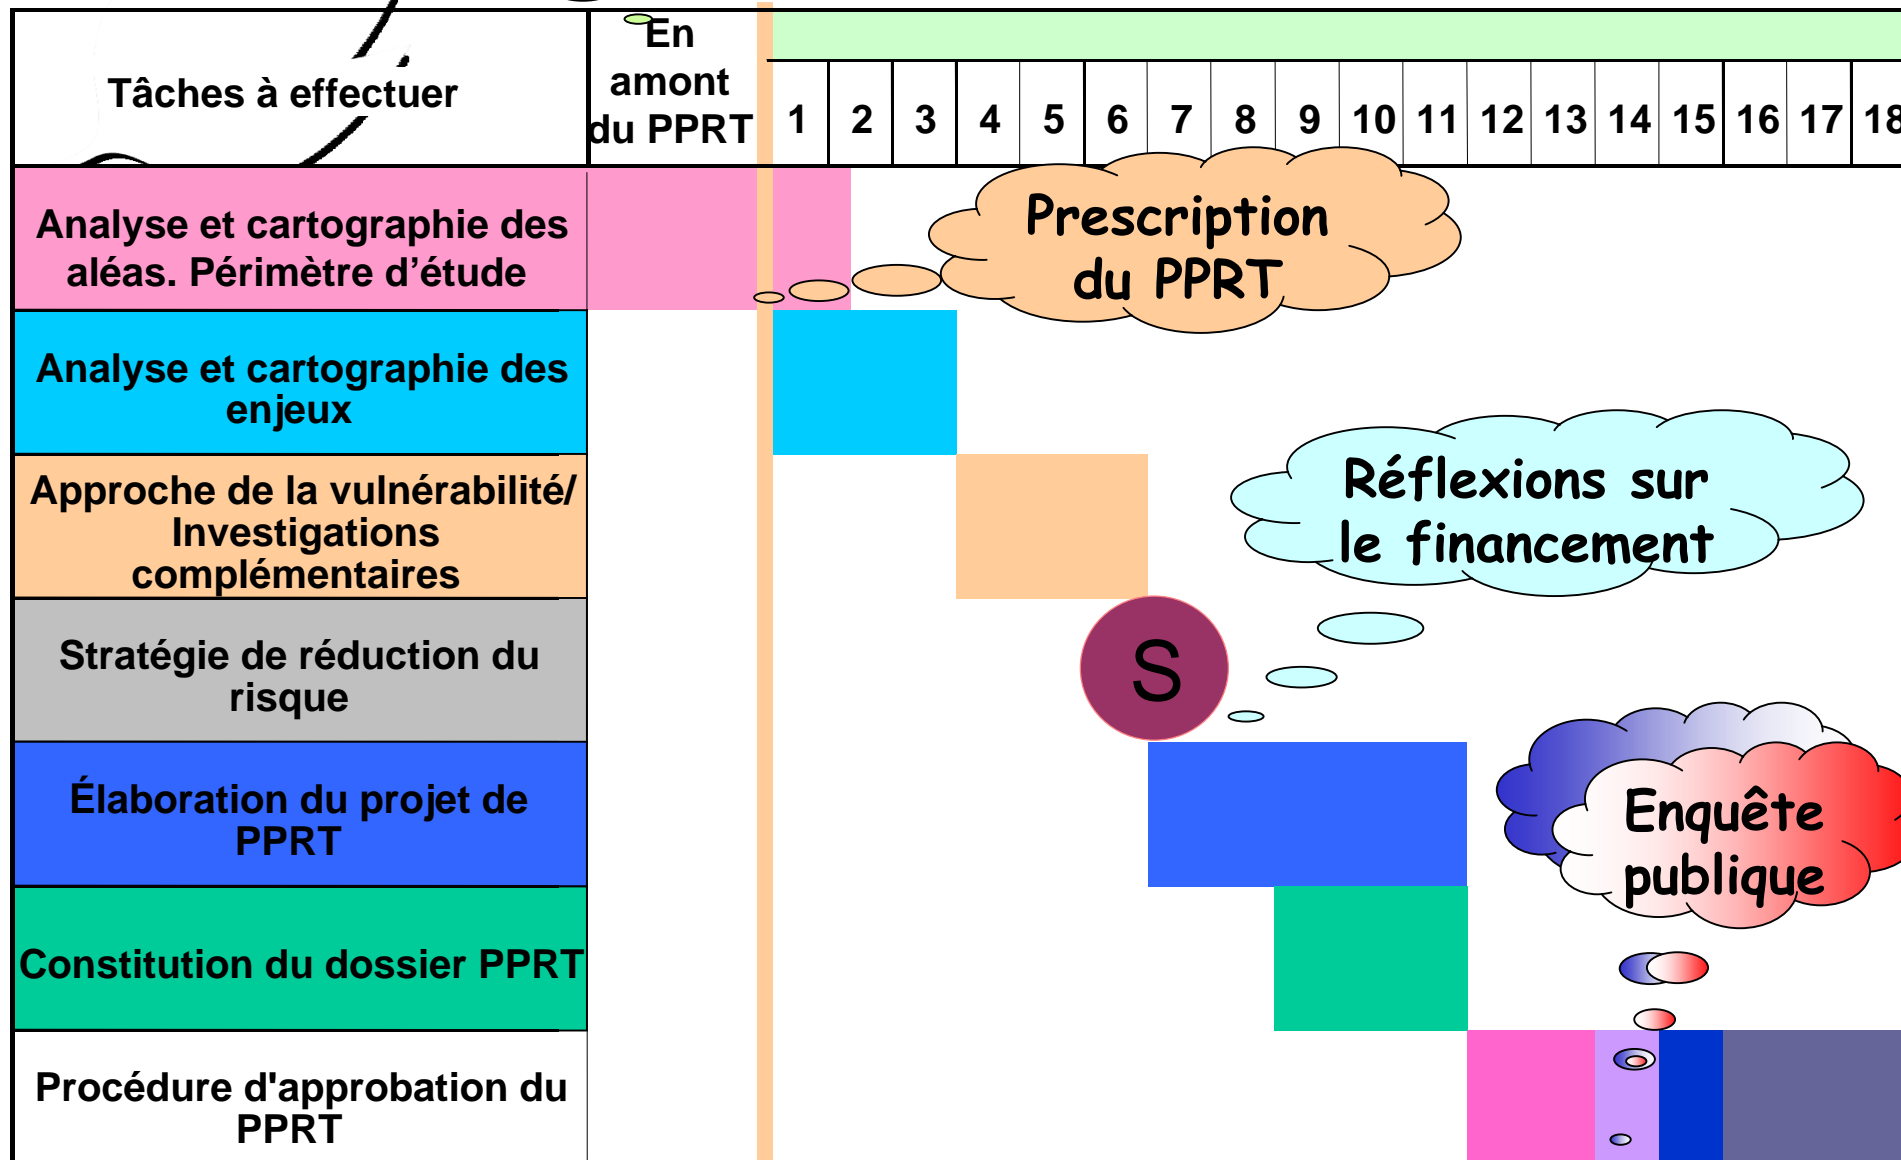 Tâches à effectuer
En
amont
du PPRT
1 2 3 4 5 6 7 8 9 10 11 12 13 14 15 16 17 18
Analyse et cartographie des
aléas. Périmètre d’étude
Prescription
du PPRT
Analyse et cartographie des
enjeux
Approche de la vulnérabilité/
Investigations
complémentaires
Réflexions sur
le financement
Stratégie de réduction du
risque
S
Élaboration du projet de
PPRT
Enquête
publique
Constitution du dossier PPRT
Procédure d'approbation du
PPRT